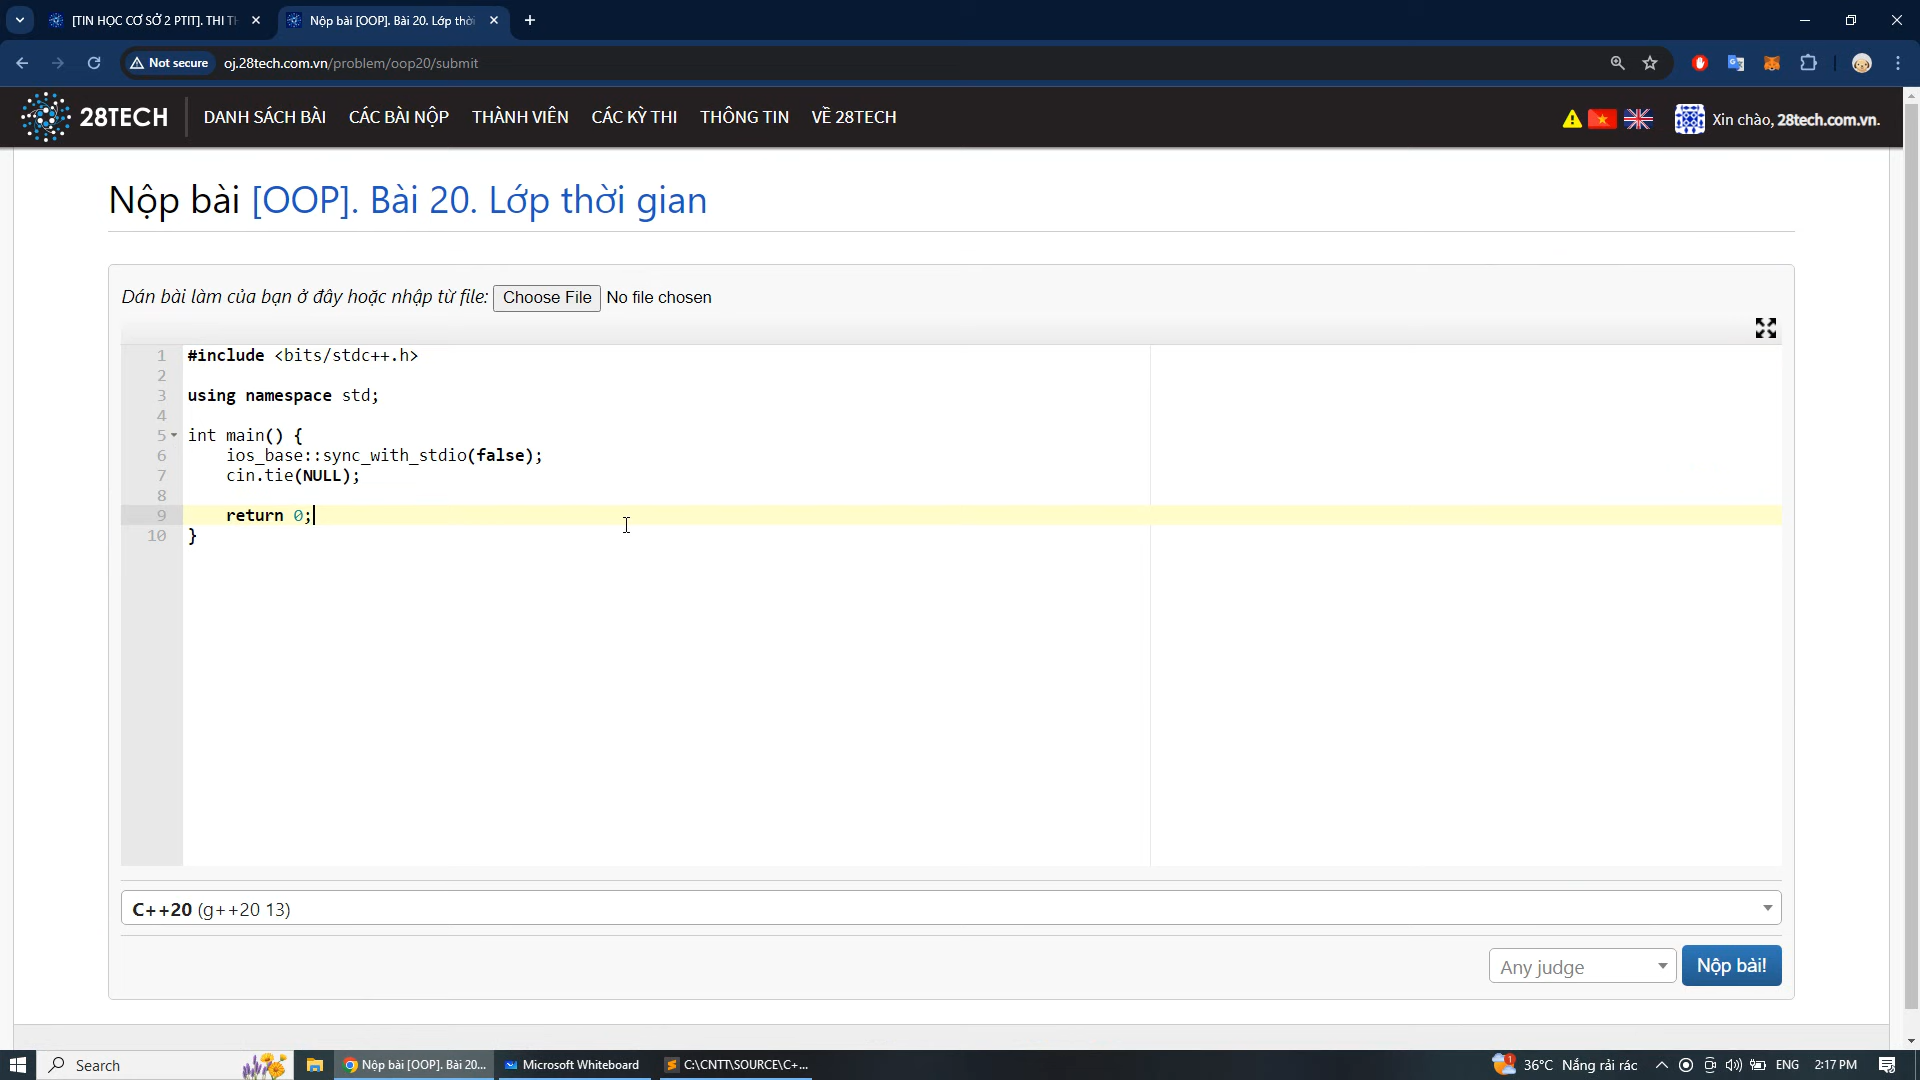 [TIN HỌC CƠ SỞ 2 PTIT]. THI TH
Nộp bài [OOP]. Bài 20. Lớp thời
Not secure
oj.28tech.com.vn/problem/oop20/submit
28TECH
DANH SÁCH BÀI
CÁC BÀI NỘP
THÀNH VIÊN
CÁC KỲ THI
THÔNG TIN
VỀ 28TECH
Xin chào, 28tech.com.vn.
Nộp bài [OOP]. Bài 20. Lớp thời gian
Dán bài làm của bạn ở đây hoặc nhập từ file: Choose File No file chosen
1 #include <bits/stdc++.h>
2
3 using namespace std;
4
5 int main() {
6 ios_base::sync_with_stdio(false);
7 cin.tie(NULL);
8
9 return 0;
10 }
C++20 (g++20 13)
Any judge
Nộp bài!
Search
Nộp bài [OOP]. Bài 20...
Microsoft Whiteboard
C:\CNTT\SOURCE\C+...
1
36°C Nắng rải rác
ENG
2:17 PM